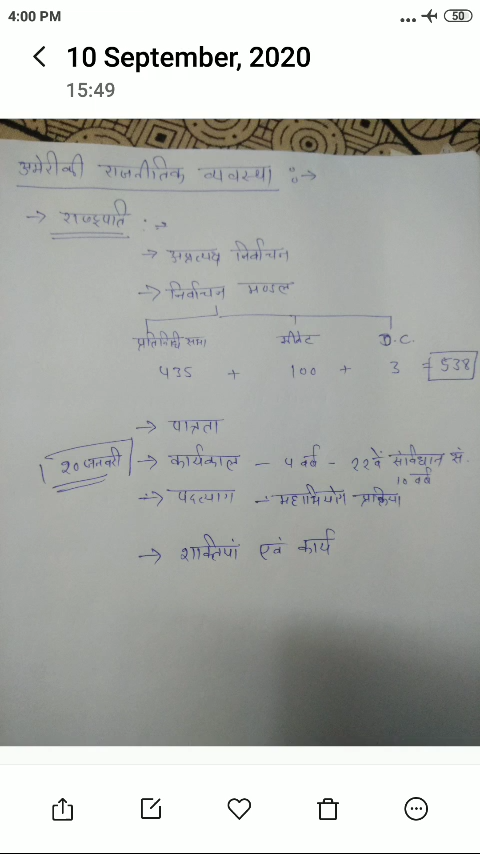 4:00 PM
50
10 September, 2020
15:49
अमेरीकी राजनीतिक व्यवस्था :→
→ राष्ट्रपति :→
→ अप्रत्यक्ष निर्वाचन
→ निर्वाचन मण्डल
प्रतिनिधी सभा सीनेट D.C.
435 + 100 + 3 = 538
→ पात्रता
20 जनवरी → कार्यकाल – 4 वर्ष – 22वें संविधान सं.
10 वर्ष
→ पदत्याग – महाभियोग प्रक्रिया
→ शक्तियां एवं कार्य